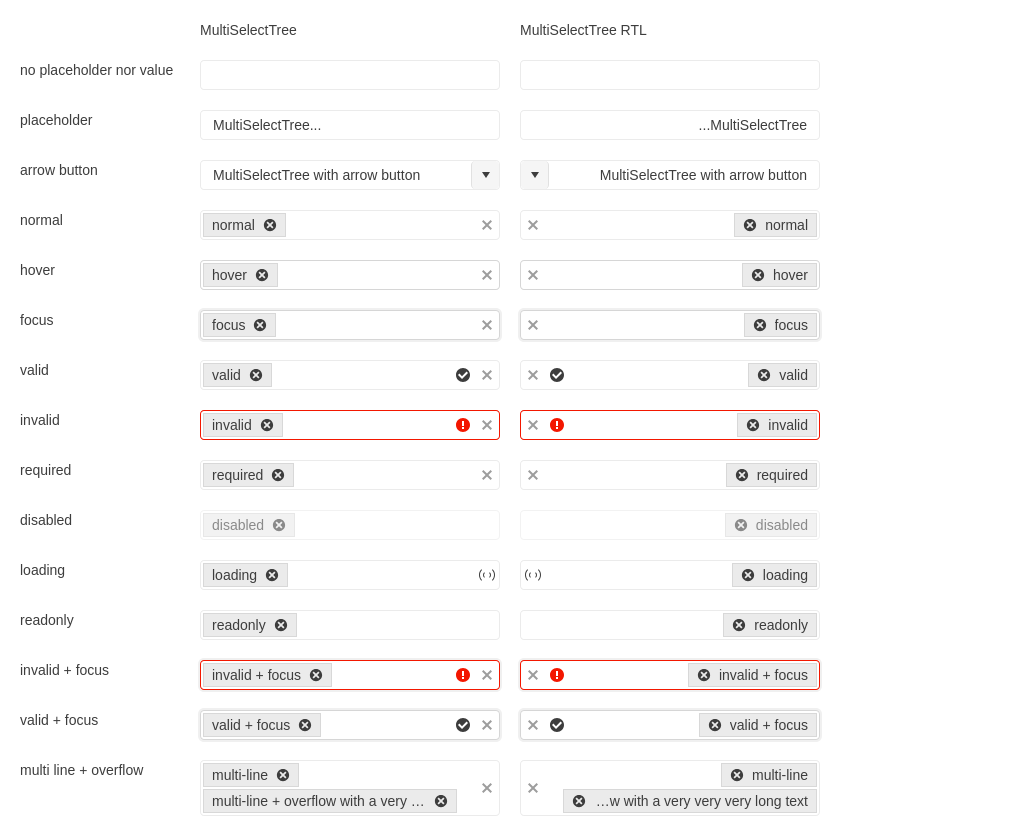 MultiSelectTree MultiSelectTree RTL
no placeholder nor value
placeholder MultiSelectTree... ...MultiSelectTree
arrow button MultiSelectTree with arrow button MultiSelectTree with arrow button
normal normal normal
hover hover hover
focus focus focus
valid valid valid
invalid invalid invalid
required required required
disabled disabled disabled
loading loading loading
readonly readonly readonly
invalid + focus invalid + focus invalid + focus
valid + focus valid + focus valid + focus
multi line + overflow multi-line multi-line
multi-line + overflow with a very … …w with a very very very long text